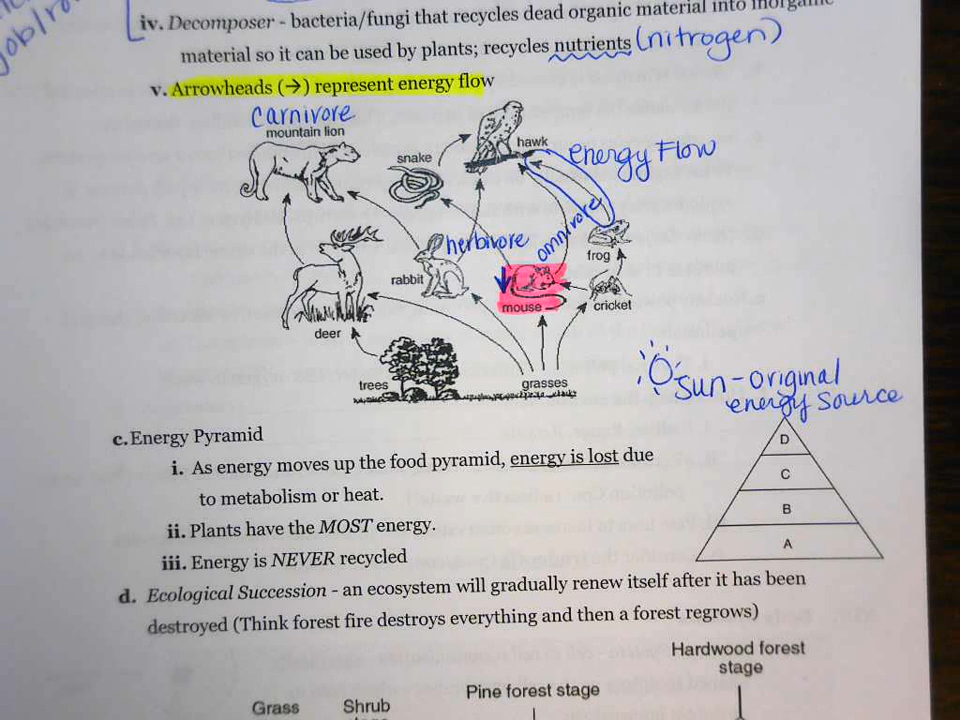 iv. Decomposer - bacteria/fungi that recycles dead organic material into inorganic
material so it can be used by plants; recycles nutrients (nitrogen)
v. Arrowheads (→) represent energy flow
carnivore
mountain lion
snake
hawk
energy Flow
herbivore
omnivore
rabbit
frog
mouse
cricket
deer
trees
grasses
Sun - original
energy source
c. Energy Pyramid
i. As energy moves up the food pyramid, energy is lost due
to metabolism or heat.
ii. Plants have the MOST energy.
iii. Energy is NEVER recycled
D
C
B
A
d. Ecological Succession - an ecosystem will gradually renew itself after it has been
destroyed (Think forest fire destroys everything and then a forest regrows)
Hardwood forest
stage
Pine forest stage
Grass
Shrub